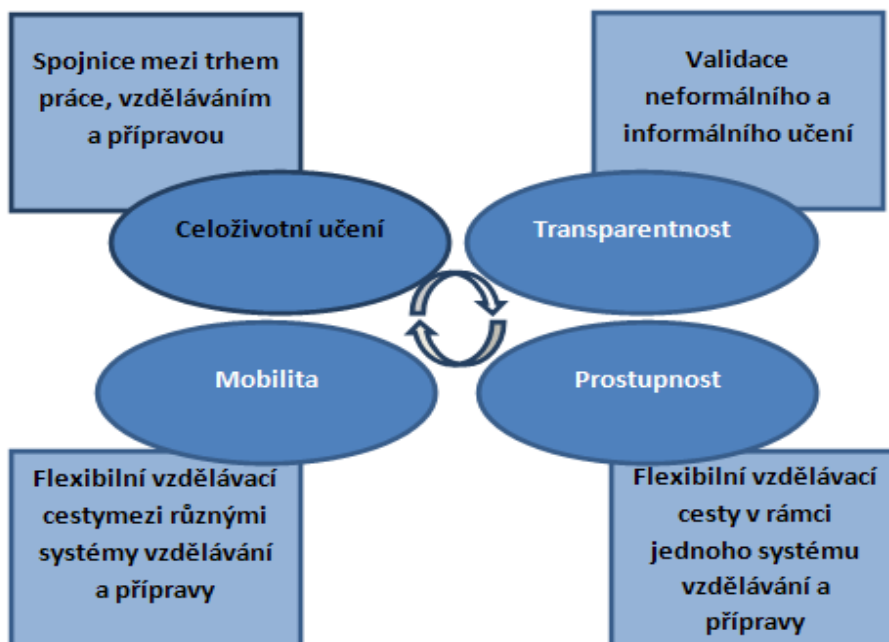 Spojnice mezi trhem
práce, vzděláváním
a přípravou
Validace
neformálního a
informálního učení
Celoživotní učení
Transparentnost
Mobilita
Prostupnost
Flexibilní vzdělávací
cestymezi různými
systémy vzdělávání
a přípravy
Flexibilní vzdělávací
cesty v rámci
jednoho systému
vzdělávání a
přípravy